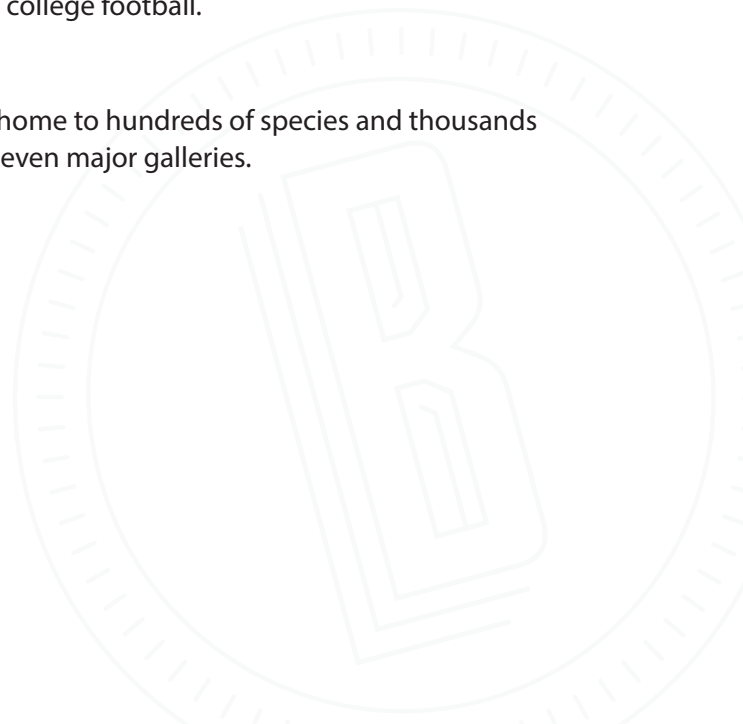 college football.
home to hundreds of species and thousands
even major galleries.
B